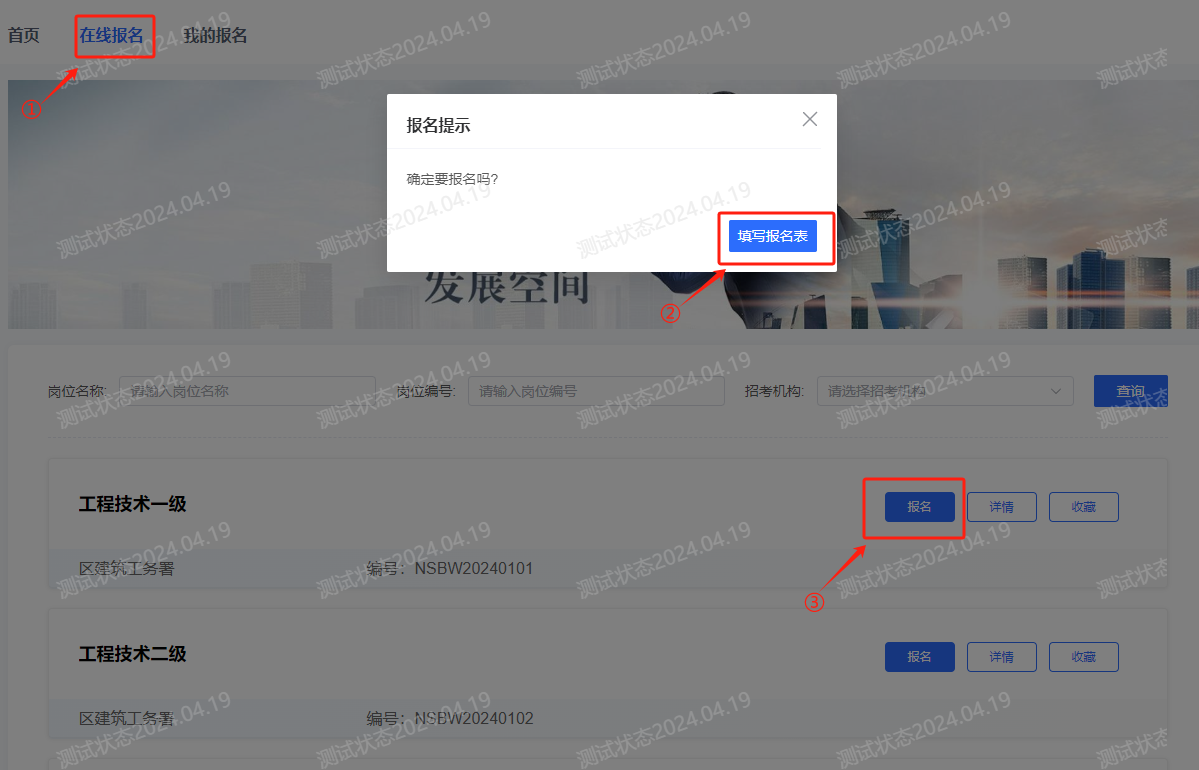 首页 在线报名 我的报名
①
报名提示
确定要报名吗?
填写报名表
②
发展空间
岗位名称: 请输入岗位名称 岗位编号: 请输入岗位编号 招考机构: 请选择招考机构 查询
工程技术一级 报名 详情 收藏
区建筑工务署 编号: NSBW20240101
③
工程技术二级 报名 详情 收藏
区建筑工务署 编号: NSBW20240102
测试状态2024.04.19